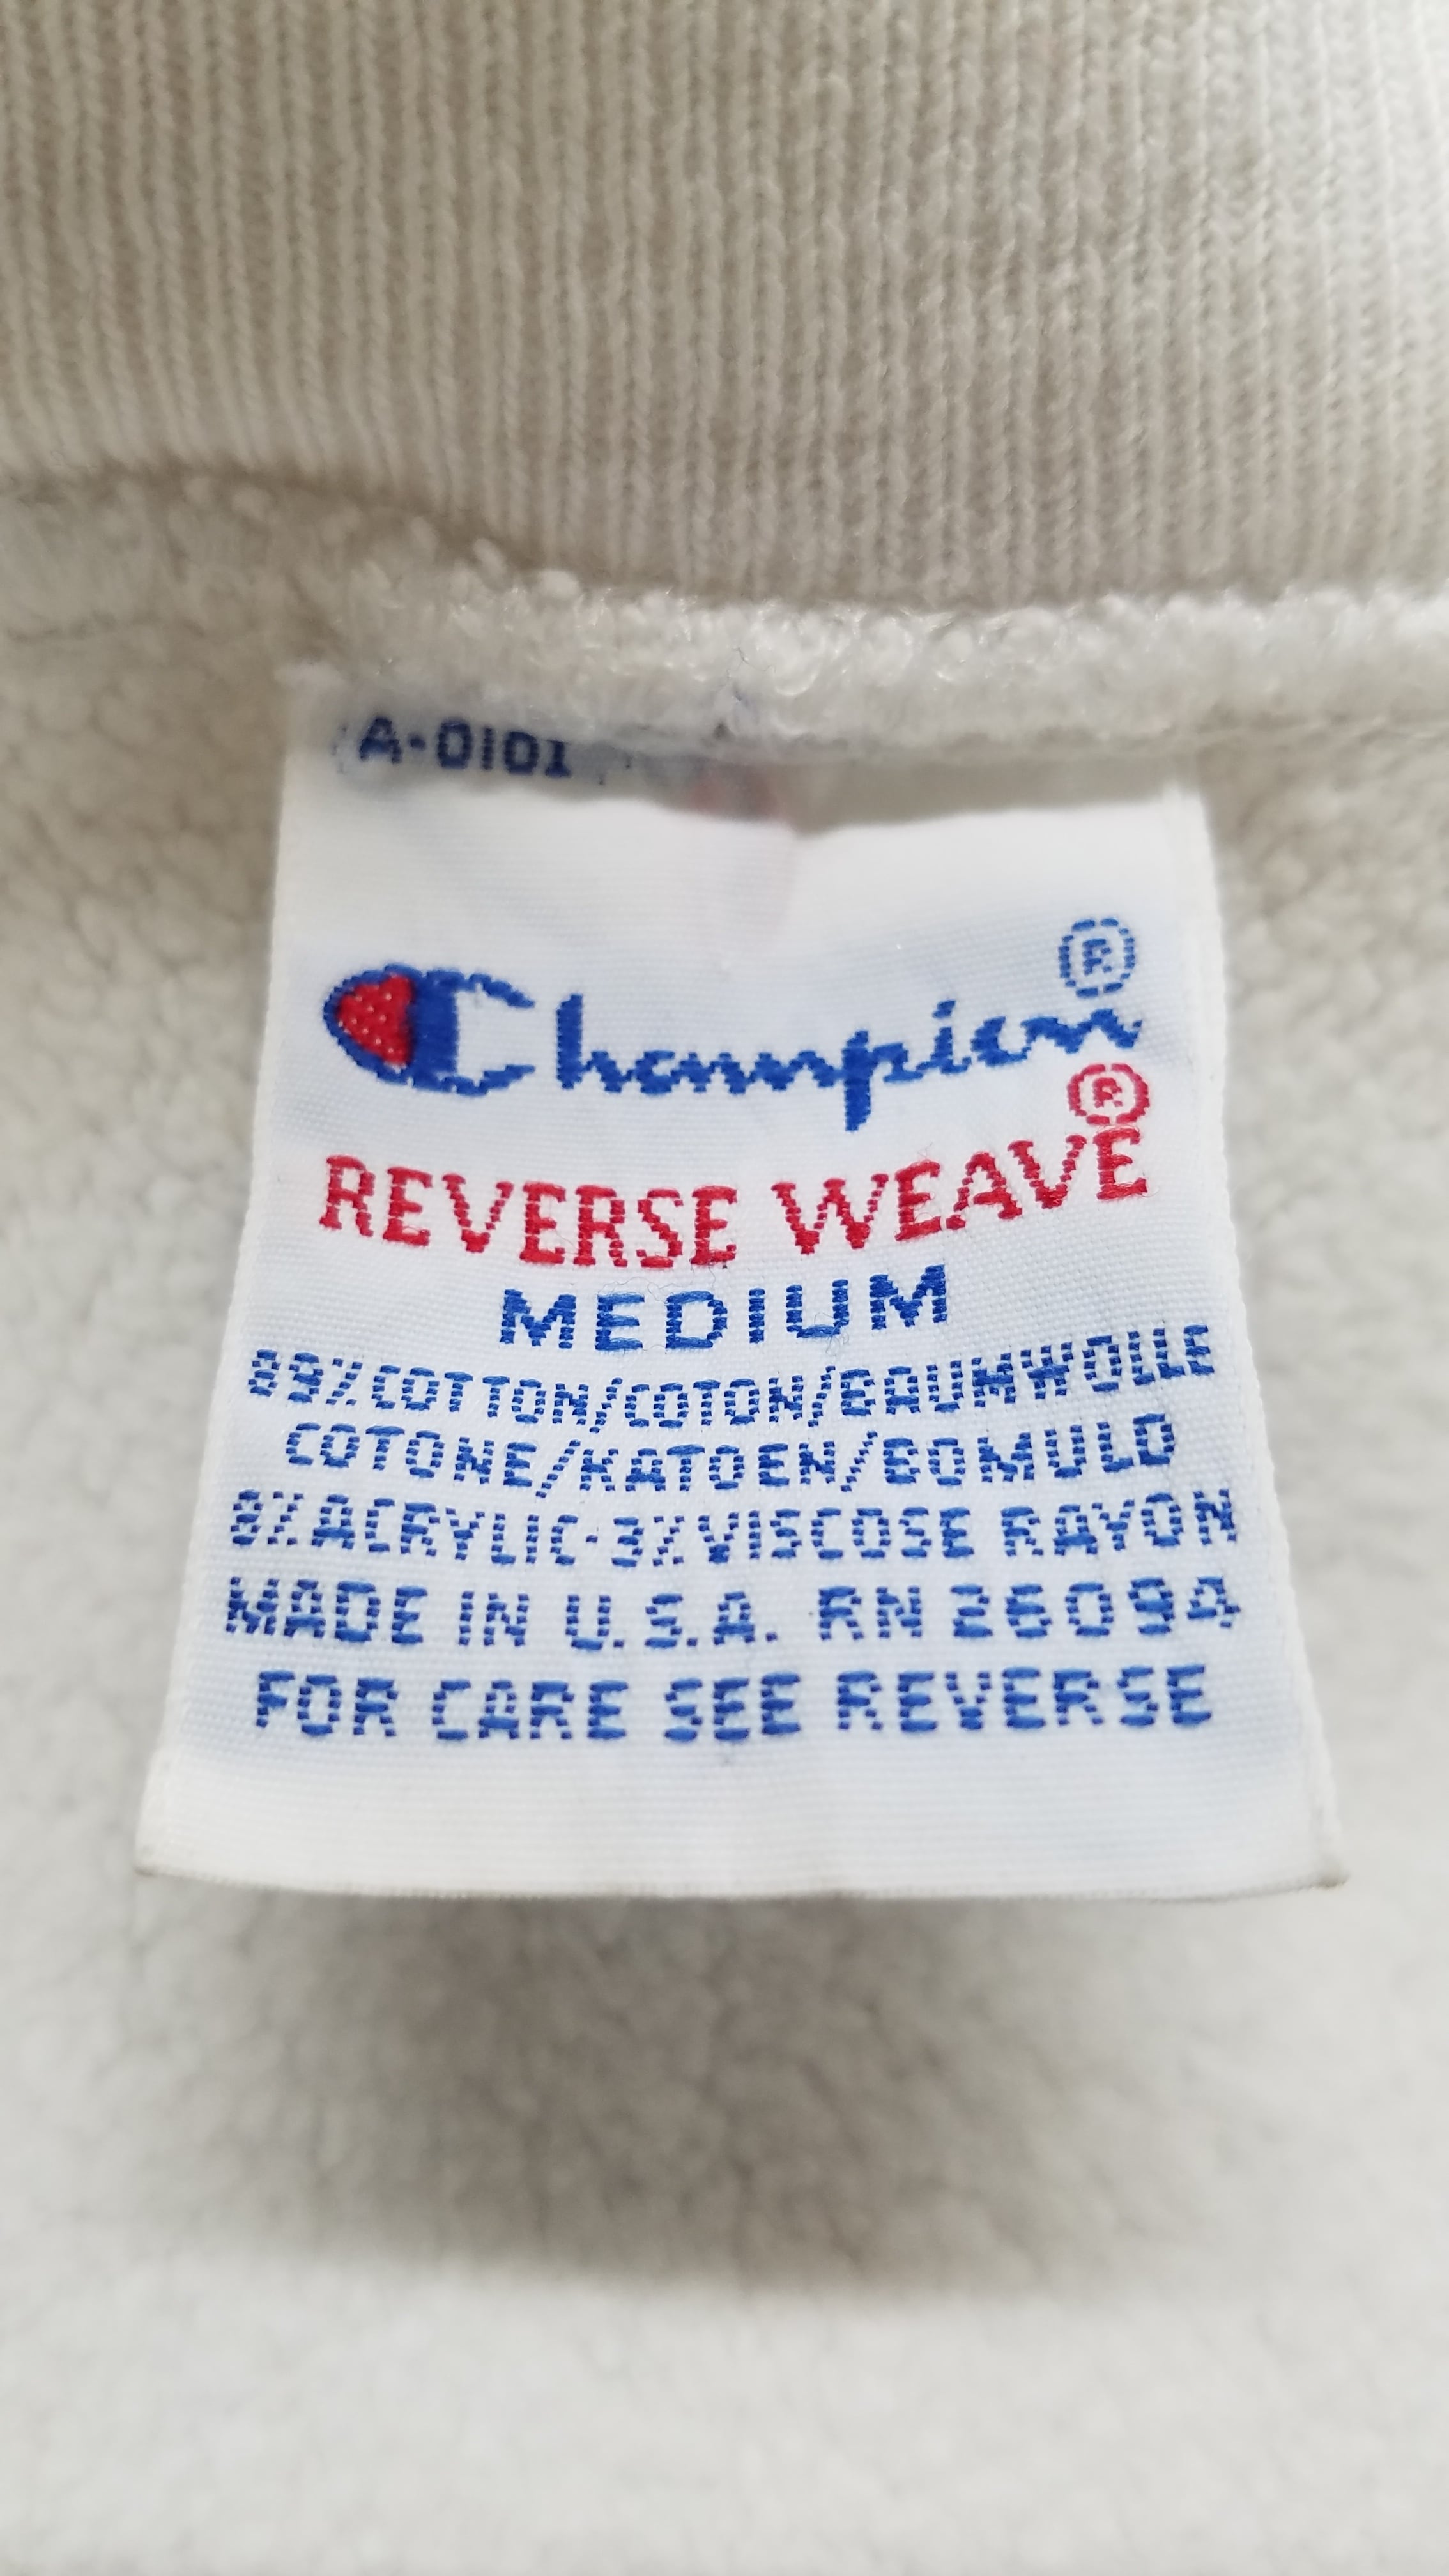 A-0101
Champion®
REVERSE WEAVE®
MEDIUM
89%COTTON/COTON/BAUMWOLLE
COTONE/KATOEN/BOMULD
8%ACRYLIC-3%VISCOSE RAYON
MADE IN U.S.A. RN 26094
FOR CARE SEE REVERSE